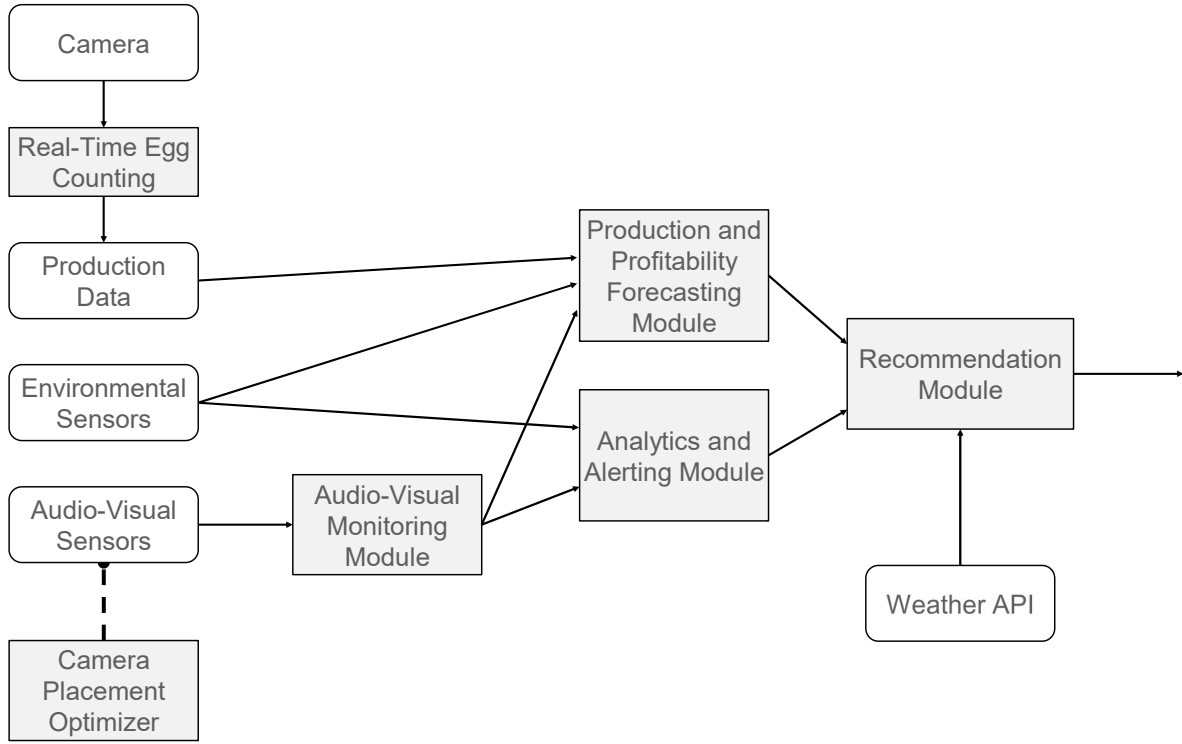 Camera
Real-Time Egg
Counting
Production
Data
Environmental
Sensors
Audio-Visual
Sensors
Camera
Placement
Optimizer
Audio-Visual
Monitoring
Module
Production and
Profitability
Forecasting
Module
Analytics and
Alerting Module
Recommendation
Module
Weather API